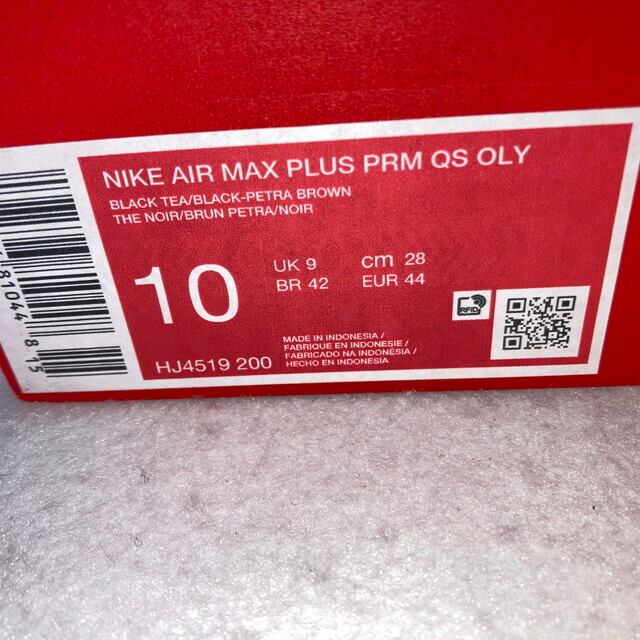 NIKE AIR MAX PLUS PRM QS OLY
BLACK TEA/BLACK-PETRA BROWN
THE NOIR/BRUN PETRA/NOIR
10
UK 9 cm 28
BR 42 EUR 44
RFID
HJ4519 200
MADE IN INDONESIA /
FABRIQUE EN INDONESIE /
FABRICADO NA INDONESIA /
HECHO EN INDONESIA